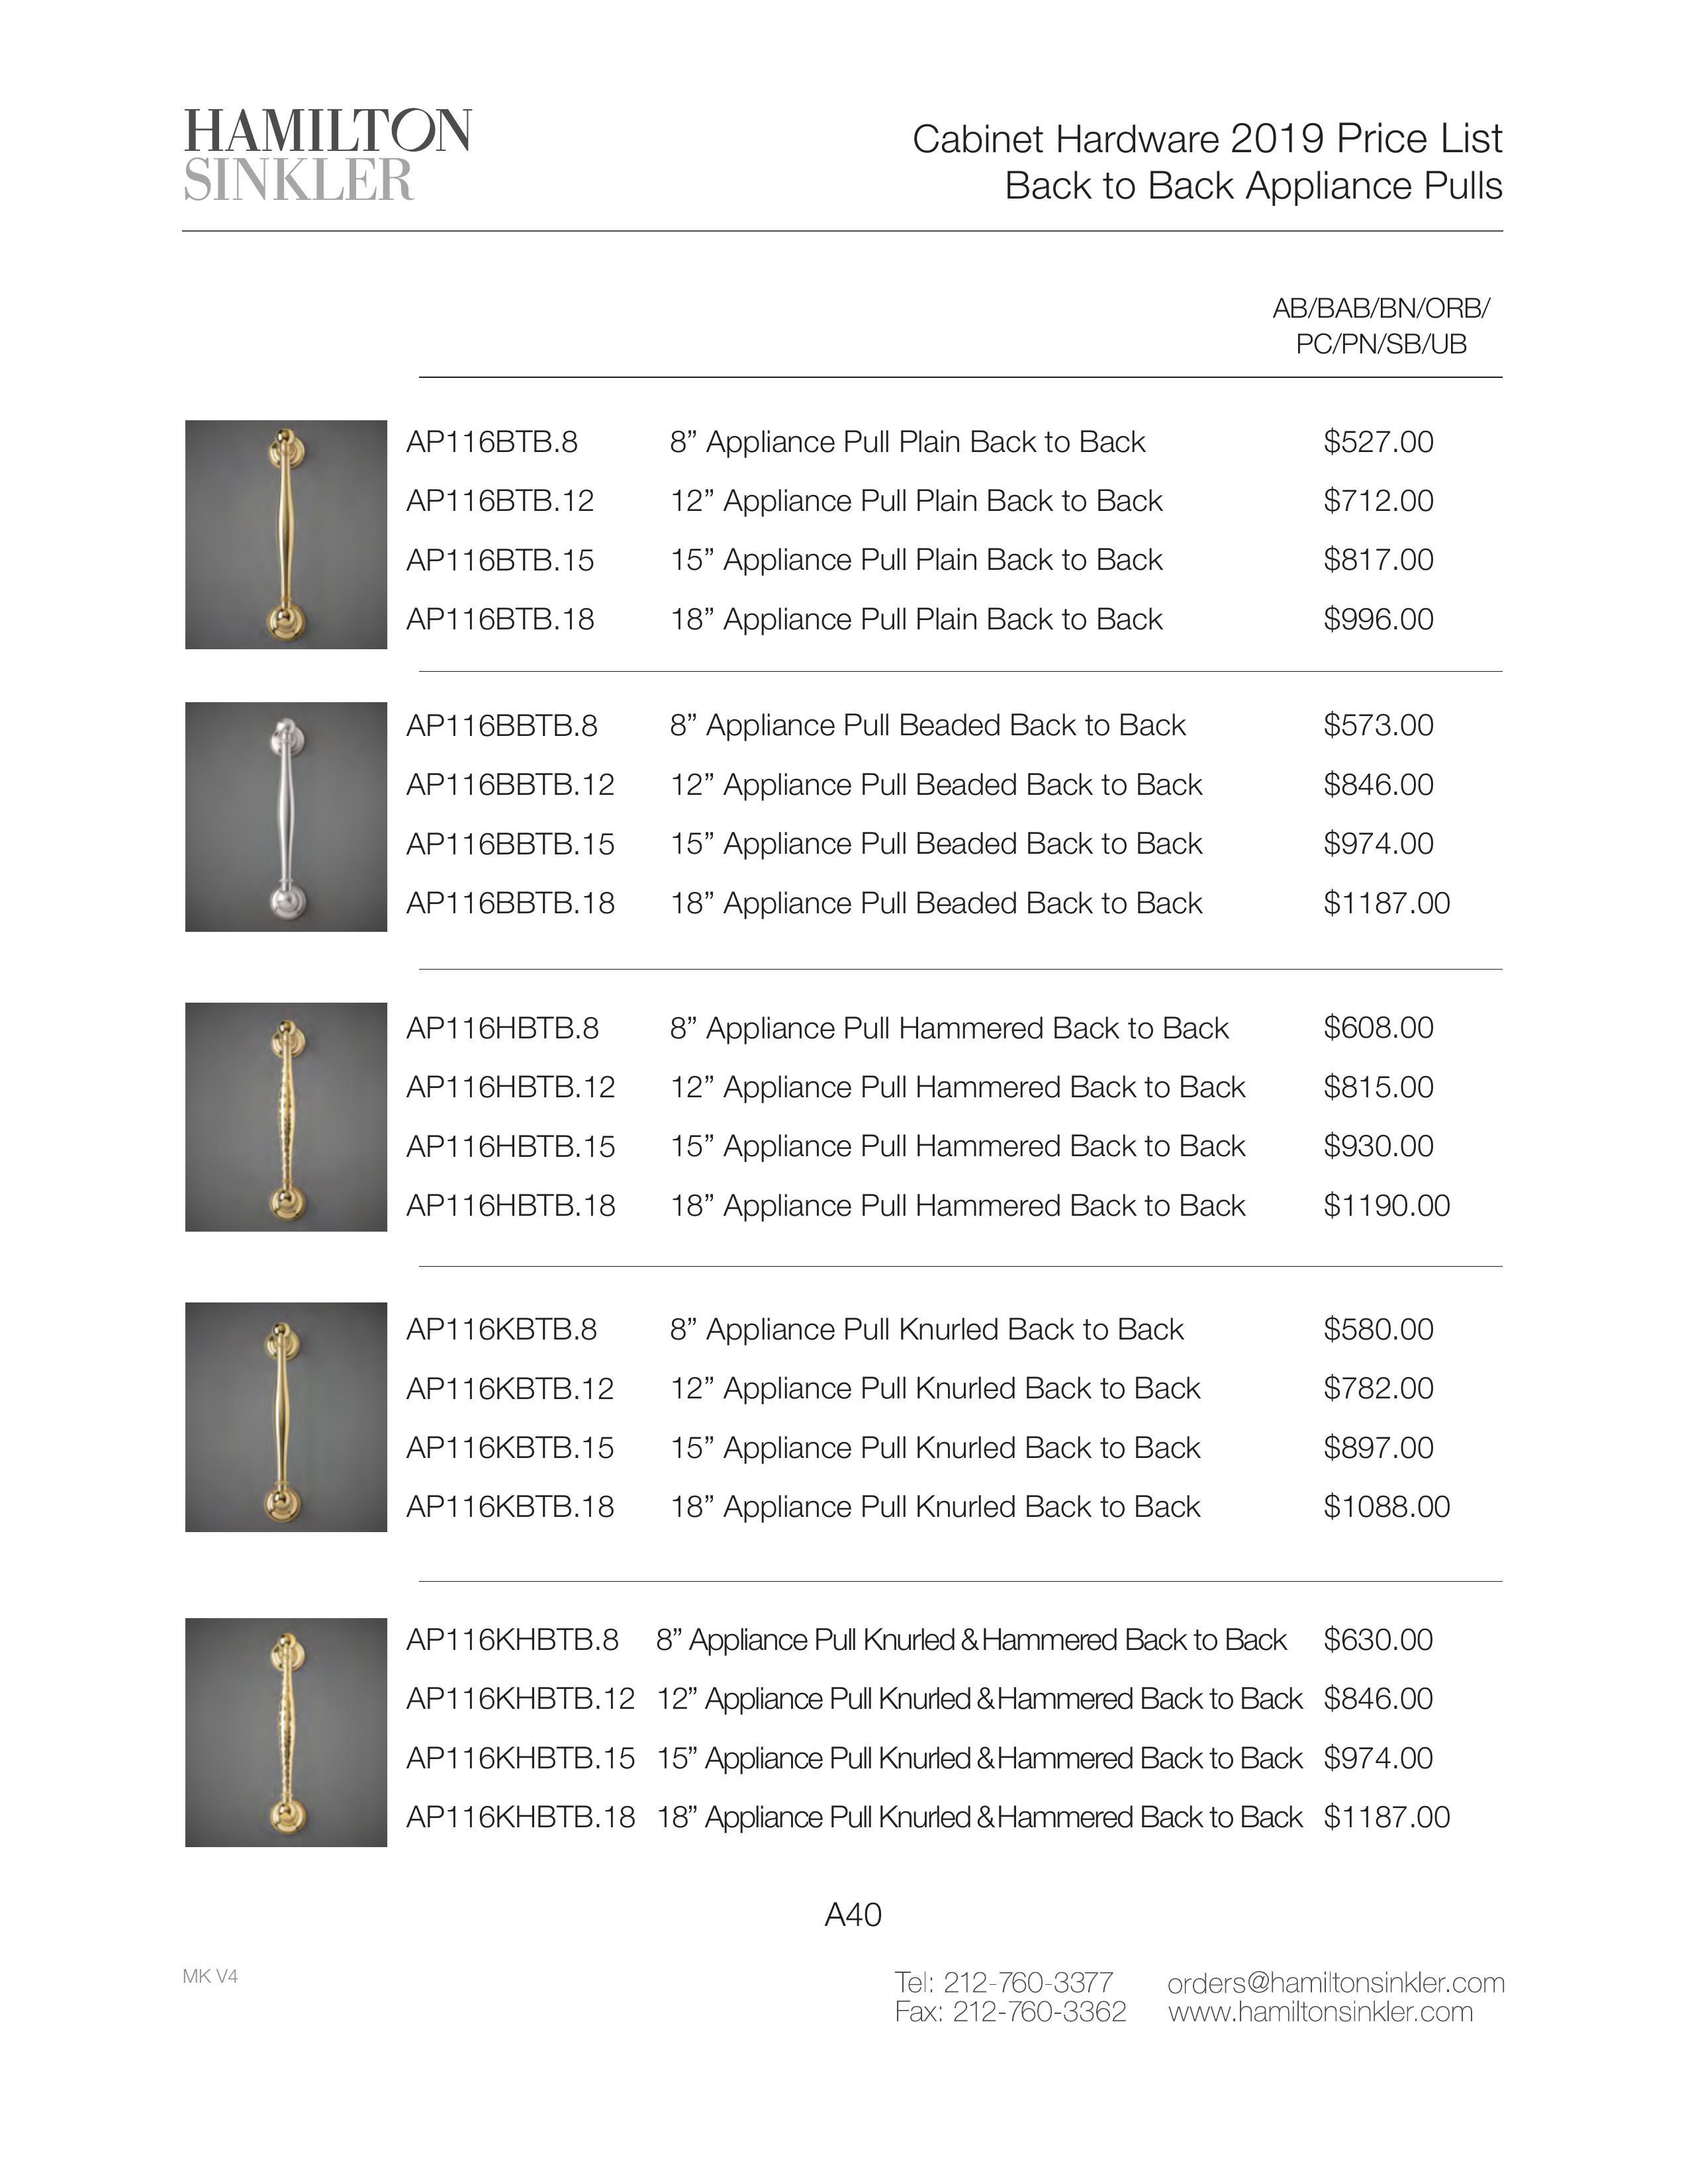 HAMILTON
SINKLER
Cabinet Hardware 2019 Price List
Back to Back Appliance Pulls
AB/BAB/BN/ORB/
PC/PN/SB/UB
AP116BTB.8 8” Appliance Pull Plain Back to Back $527.00
AP116BTB.12 12” Appliance Pull Plain Back to Back $712.00
AP116BTB.15 15” Appliance Pull Plain Back to Back $817.00
AP116BTB.18 18” Appliance Pull Plain Back to Back $996.00
AP116BBTB.8 8” Appliance Pull Beaded Back to Back $573.00
AP116BBTB.12 12” Appliance Pull Beaded Back to Back $846.00
AP116BBTB.15 15” Appliance Pull Beaded Back to Back $974.00
AP116BBTB.18 18” Appliance Pull Beaded Back to Back $1187.00
AP116HBTB.8 8” Appliance Pull Hammered Back to Back $608.00
AP116HBTB.12 12” Appliance Pull Hammered Back to Back $815.00
AP116HBTB.15 15” Appliance Pull Hammered Back to Back $930.00
AP116HBTB.18 18” Appliance Pull Hammered Back to Back $1190.00
AP116KBTB.8 8” Appliance Pull Knurled Back to Back $580.00
AP116KBTB.12 12” Appliance Pull Knurled Back to Back $782.00
AP116KBTB.15 15” Appliance Pull Knurled Back to Back $897.00
AP116KBTB.18 18” Appliance Pull Knurled Back to Back $1088.00
AP116KHBTB.8 8” Appliance Pull Knurled & Hammered Back to Back $630.00
AP116KHBTB.12 12” Appliance Pull Knurled & Hammered Back to Back $846.00
AP116KHBTB.15 15” Appliance Pull Knurled & Hammered Back to Back $974.00
AP116KHBTB.18 18” Appliance Pull Knurled & Hammered Back to Back $1187.00
A40
MK V4
Tel: 212-760-3377 orders@hamiltonsinkler.com
Fax: 212-760-3362 www.hamiltonsinkler.com